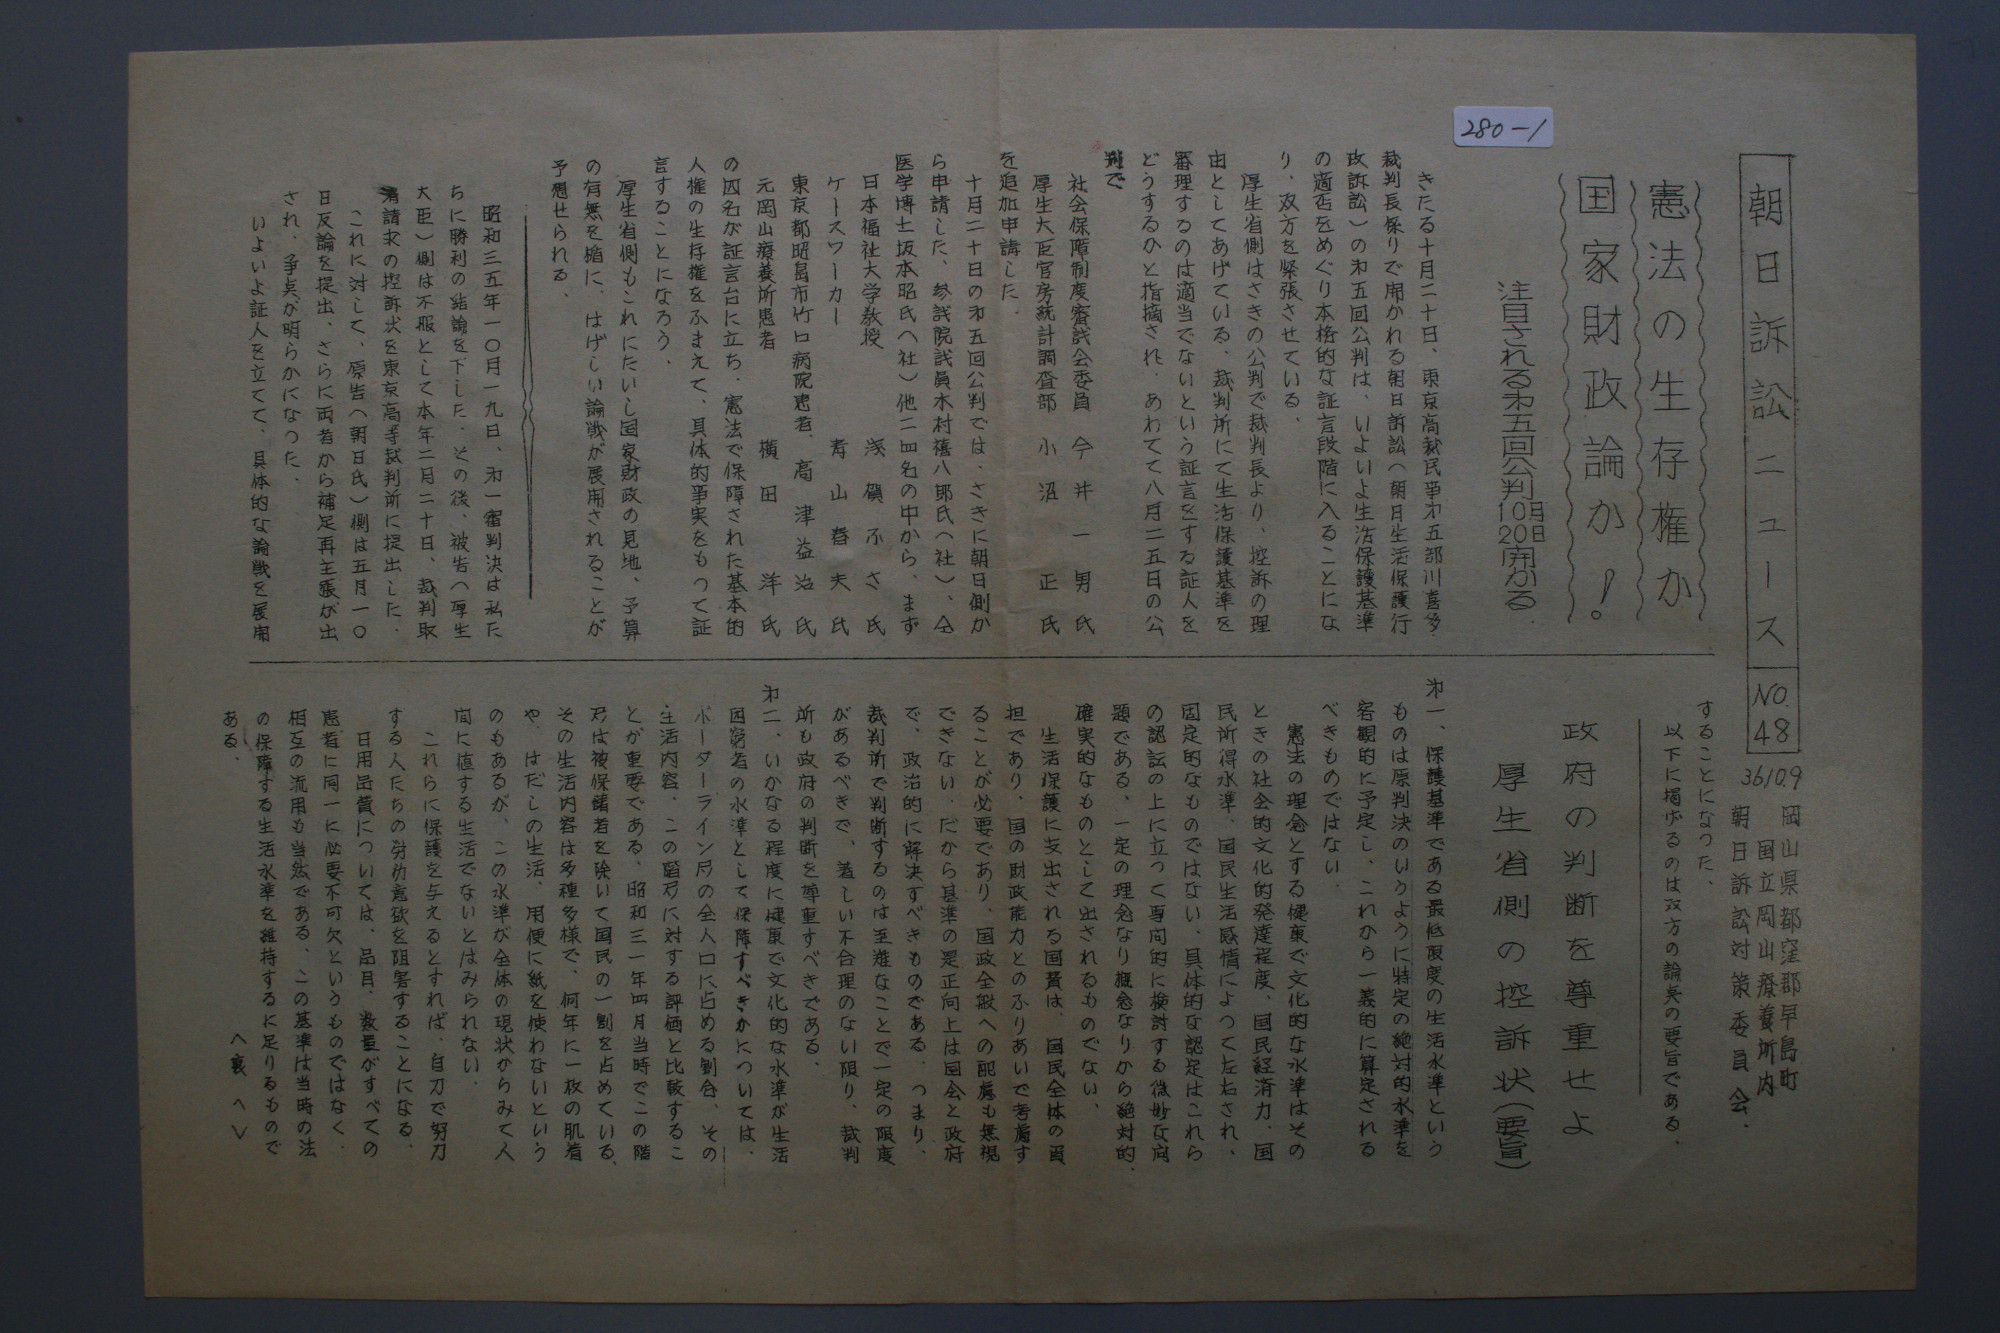 280-1
朝日訴訟ニュース NO.48
36.10.9
岡山県都窪郡早島町
国立岡山療養所内
朝日訴訟対策委員会.
憲法の生存権か
国家財政論か!
注目される㐧五回公判10月20日開かる.
きたる十月二十日、東京高裁民事㐧五部川喜多.
裁判長係りで開かれる朝日訴訟(朝日生活保護行
政訴訟)の㐧五回公判は、いよいよ生活保護基準
の適否をめぐり本格的な証言段階に入ることにな
り、双方を緊張させている.
厚生省側はさきの公判で裁判長より、控訴の理
由としてあげている、裁判所にて生活保護基準を
審理するのは適当でないという証言をする証人を
どうするかと指摘され、あわてて八月二五日の公
判で
社会保障制度審議会委員 今井一男氏
厚生大臣官房統計調査部 小沼正氏
を追加申請した.
十月二十日の㐧五回公判では、さきに朝日側か
ら申請した、参議院議員木村禧八郎氏(社)、仝
医学博士坂本昭氏(社)他二四名の中から、まず
日本福祉大学教授 浅賀ふさ氏
ケースワーカー 青山春夫氏
東京都昭島市竹口病院患者、高津益治氏
元岡山療養所患者 横田洋氏
の四名が証言台に立ち、憲法で保障された基本的
人権の生存権をふまえて、具体的事実をもつて証
言することになろう.
厚生省側もこれにたいし国家財政の見地、予算
の有無を楯に、はげしい論戦が展開されることが
予想せられる.
昭和三五年一〇月一九日、㐧一審判決は私た
ちに勝利の結論を下した.その後、被告(厚生
大臣)側は不服として本年二月二十日、裁判取
消請求の控訴状を東京高等裁判所に提出した.
これに対して、原告(朝日氏)側は五月一〇
日反論を提出、さらに両者から補足再主張が出
され、争点が明らかになつた.
いよいよ証人を立てて、具体的な論戦を展開
することになつた.
以下に掲げるのは双方の論点の要旨である.
政府の判断を尊重せよ
厚生省側の控訴状(要旨)
㐧一、保護基準である最低限度の生活水準という
ものは原判決のいうように特定の絶対的水準を
客観的に予定し、これから一義的に算定される
べきものではない.
憲法の理念とする健康で文化的な水準はその
ときの社会的文化的発達程度、国民経済力、国
民所得水準、国民生活感情によつて左右され、
固定的なものではない、具体的な認定はこれら
の認識の上に立つて専門的に検討する微妙な問
題である、一定の理念なり概念なりから絶対的、
確実的なものとして出されるものでない、
生活保護に支出される国費は、国民全体の負
担であり、国の財政能力とのふりあいで考慮す
ることが必要であり、国政全般への配慮も無視
できない.だから基準の是正向上は国会と政府
で、政治的に解決すべきものである.つまり、
裁判所で判断するのは至難なことで一定の限度
があるべきで、著しい不合理のない限り、裁判
所も政府の判断を尊重すべきである.
㐧二、いかなる程度に健康で文化的な水準が生活
困窮者の水準として保障すべきかについては、
ボーダーライン層の全人口に占める割合、その
生活内容、この階層に対する評価と比較するこ
とが重要である、昭和三一年四月当時でこの階
層は被保護者を除いて国民の一割を占めている、
その生活内容は多種多様で、何年に一枚の肌着
や、はだしの生活、用便に紙を使わないという
のもあるが、この水準が全体の現状からみて人
間に値する生活でないとはみられない.
これらに保護を与えるとすれば、自力で努力
する人たちの労仂意欲を阻害することになる.
日用品費については、品目、数量がすべての
患者に同一に必要不可欠というものではなく、
相互の流用も当然である、この基準は当時の法
の保障する生活水準を維持するに足りるもので
ある.
(裏へ)